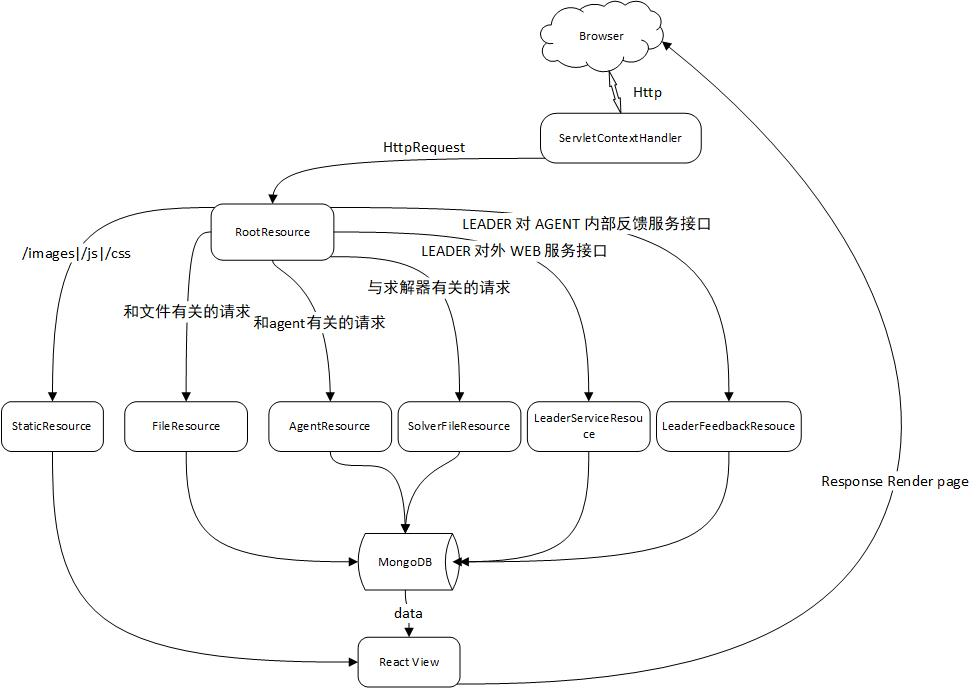 Browser
Http
ServletContextHandler
HttpRequest
RootResource
LEADER 对 AGENT 内部反馈服务接口
LEADER 对外 WEB 服务接口
/images|/js|/css
与求解器有关的请求
和文件有关的请求
和agent有关的请求
StaticResource
FileResource
AgentResource
SolverFileResource
LeaderServiceResou
ce
LeaderFeedbackResouce
Response Render page
MongoDB
data
React View